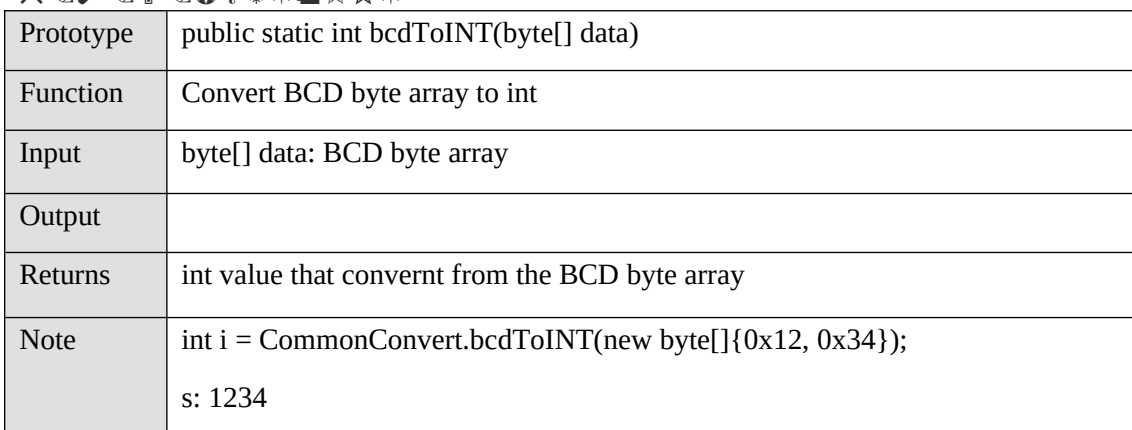 Prototype public static int bcdToINT(byte[] data)
Function Convert BCD byte array to int
Input byte[] data: BCD byte array
Output
Returns int value that convernt from the BCD byte array
Note int i = CommonConvert.bcdToINT(new byte[]{0x12, 0x34});
s: 1234